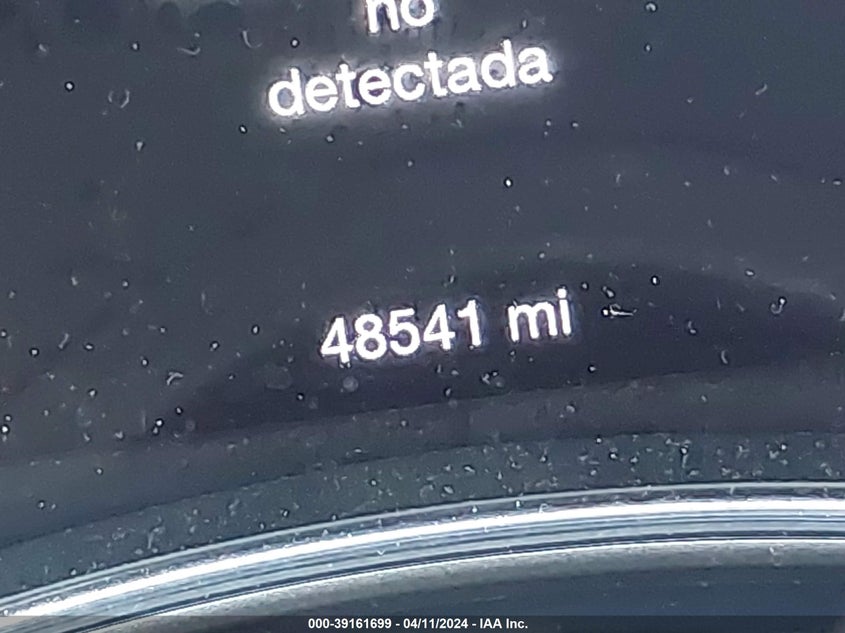 no
detectada
48541 mi
000-39161699 - 04/11/2024 - IAA Inc.